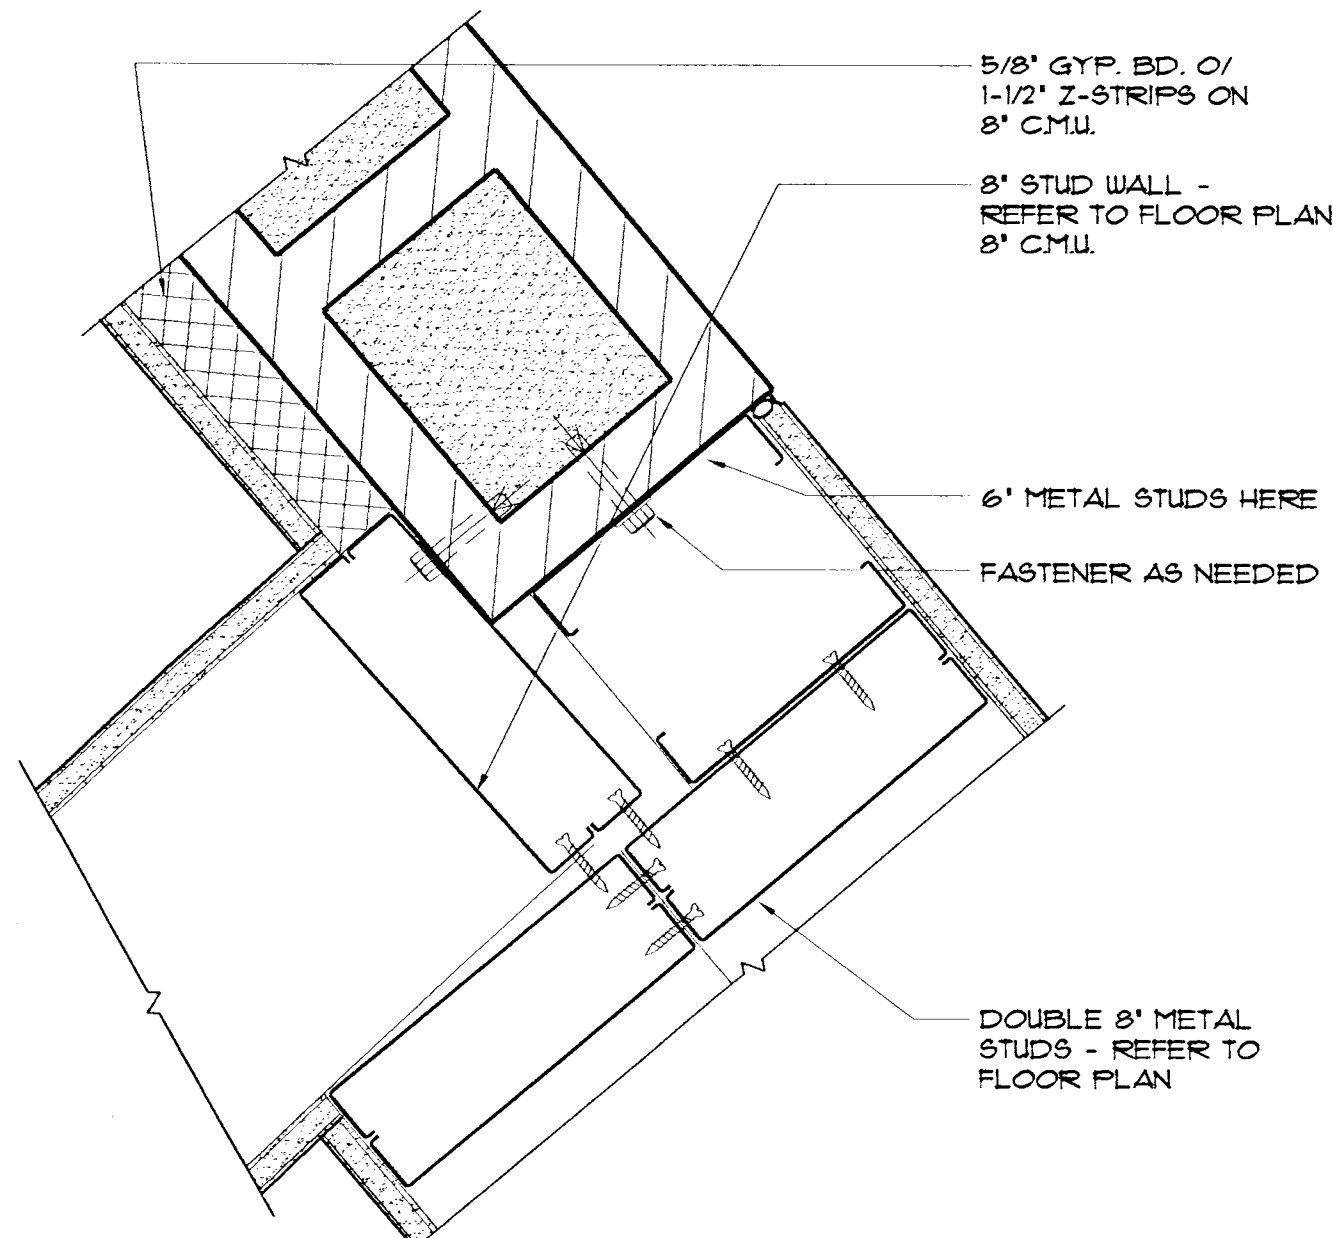 5/8" GYP. BD. O/
1-1/2" Z-STRIPS ON
8" C.M.U.
8" STUD WALL -
REFER TO FLOOR PLAN
8" C.M.U.
6" METAL STUDS HERE
FASTENER AS NEEDED
DOUBLE 8" METAL
STUDS - REFER TO
FLOOR PLAN